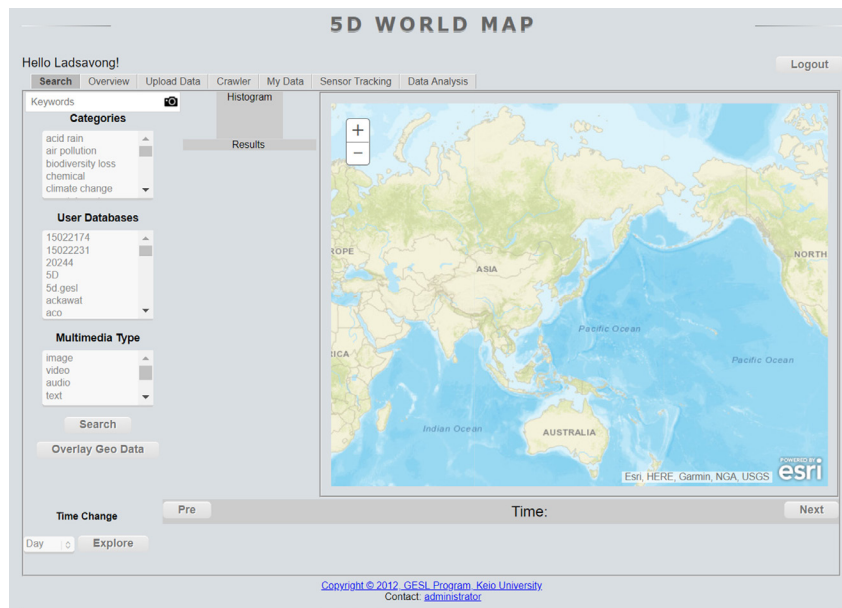 5D WORLD MAP
Hello Ladsavong!
Logout
Search Overview Upload Data Crawler My Data Sensor Tracking Data Analysis
Keywords
Categories
acid rain
air pollution
biodiversity loss
chemical
climate change
User Databases
15022174
15022231
20244
5D
5d.gesl
ackawat
aco
Multimedia Type
image
video
audio
text
Search
Overlay Geo Data
Histogram
Results
+
−
ROPE
ASIA
NORTH
RICA
Pacific Ocean
Pacific Ocean
Indian Ocean
AUSTRALIA
POWERED BY
esri
Esri, HERE, Garmin, NGA, USGS
Time Change
Day
Explore
Pre
Time:
Next
Copyright © 2012, GESL Program, Keio University
Contact: administrator